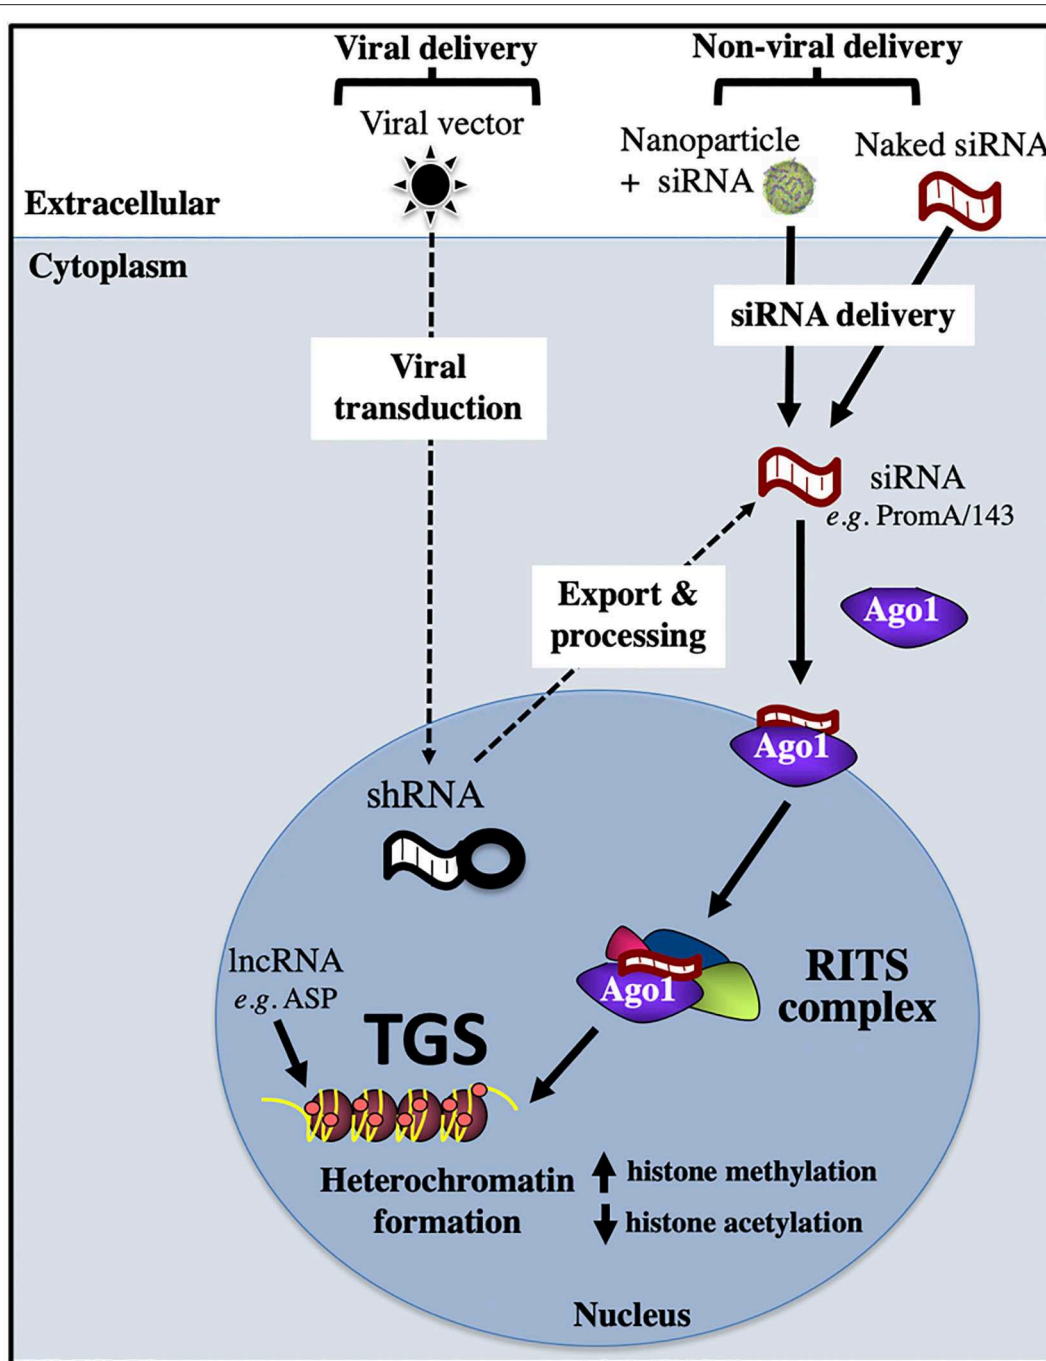 Viral delivery
Non-viral delivery
Viral vector
Nanoparticle
+ siRNA
Naked siRNA
Extracellular
Cytoplasm
siRNA delivery
Viral
transduction
siRNA
e.g. PromA/143
Export &
processing
Ago1
Ago1
shRNA
lncRNA
e.g. ASP
Ago1
RITS
complex
TGS
Heterochromatin
formation
histone methylation
histone acetylation
Nucleus